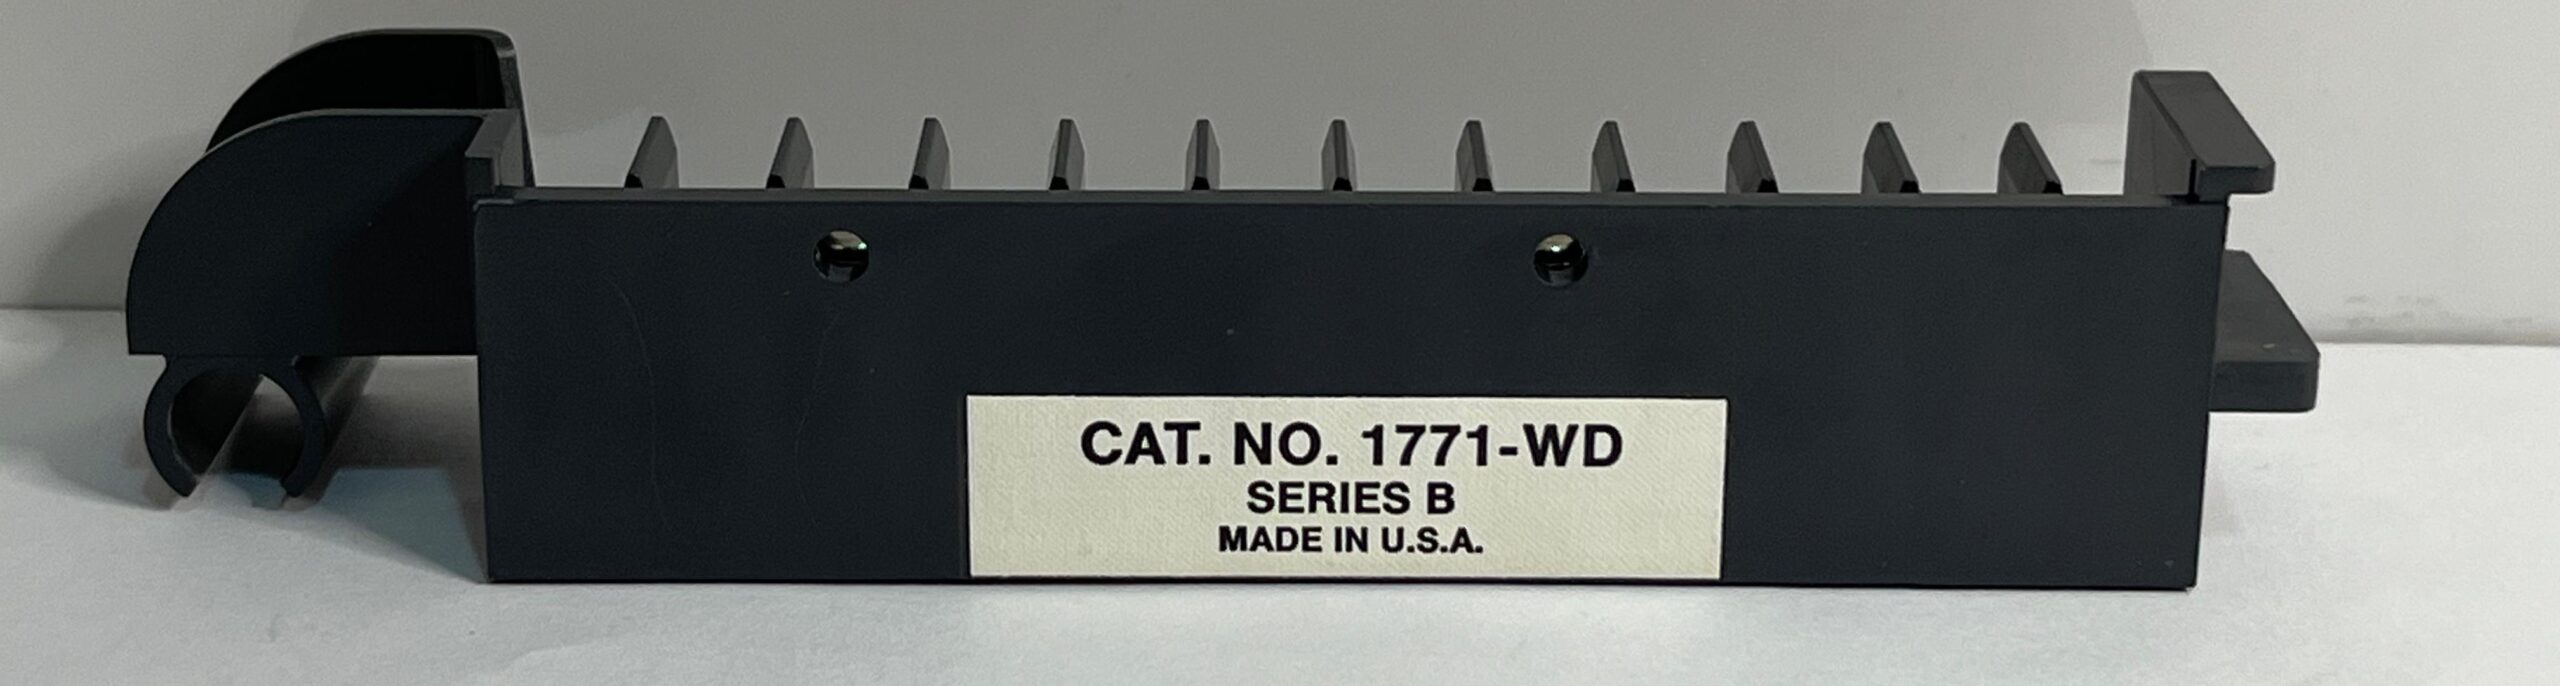 CAT. NO. 1771-WD
SERIES B
MADE IN U.S.A.